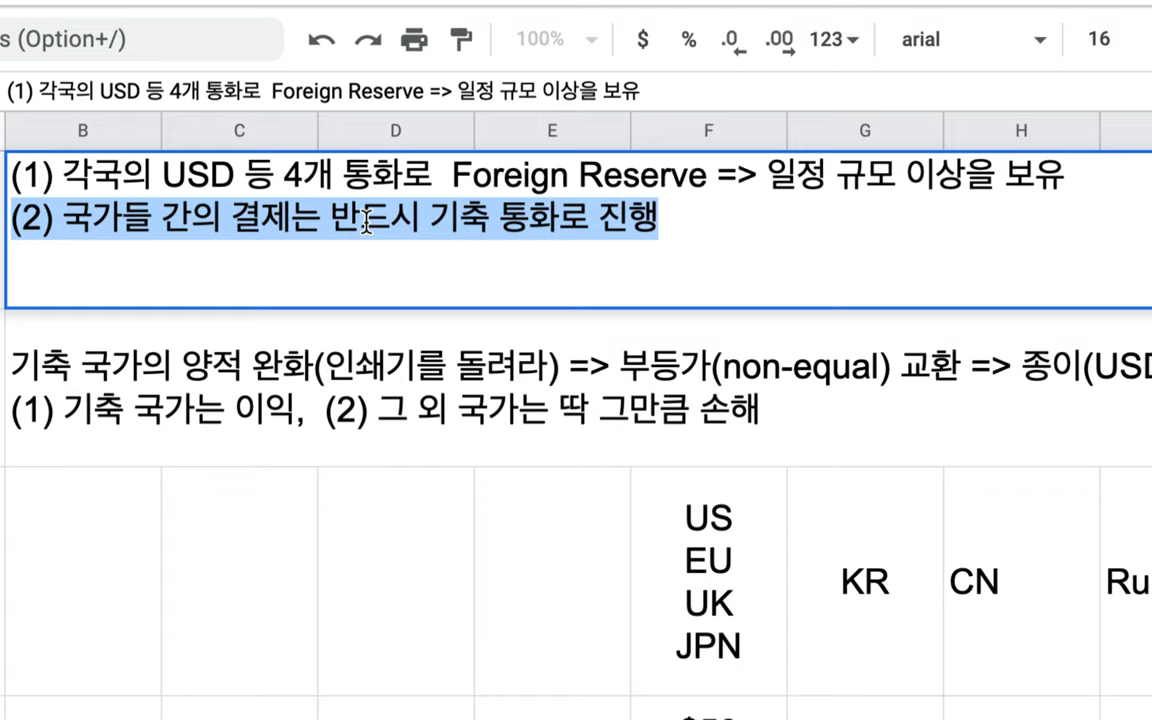 s (Option+/)
100%
$
%
.0
.00
123
arial
16
(1) 각국의 USD 등 4개 통화로  Foreign Reserve => 일정 규모 이상을 보유
B
C
D
E
F
G
H
(1) 각국의 USD 등 4개 통화로  Foreign Reserve => 일정 규모 이상을 보유
(2) 국가들 간의 결제는 반드시 기축 통화로 진행
기축 국가의 양적 완화(인쇄기를 돌려라) => 부등가(non-equal) 교환 => 종이(USD
(1) 기축 국가는 이익,  (2) 그 외 국가는 딱 그만큼 손해
US
EU
UK
JPN
KR
CN
Ru